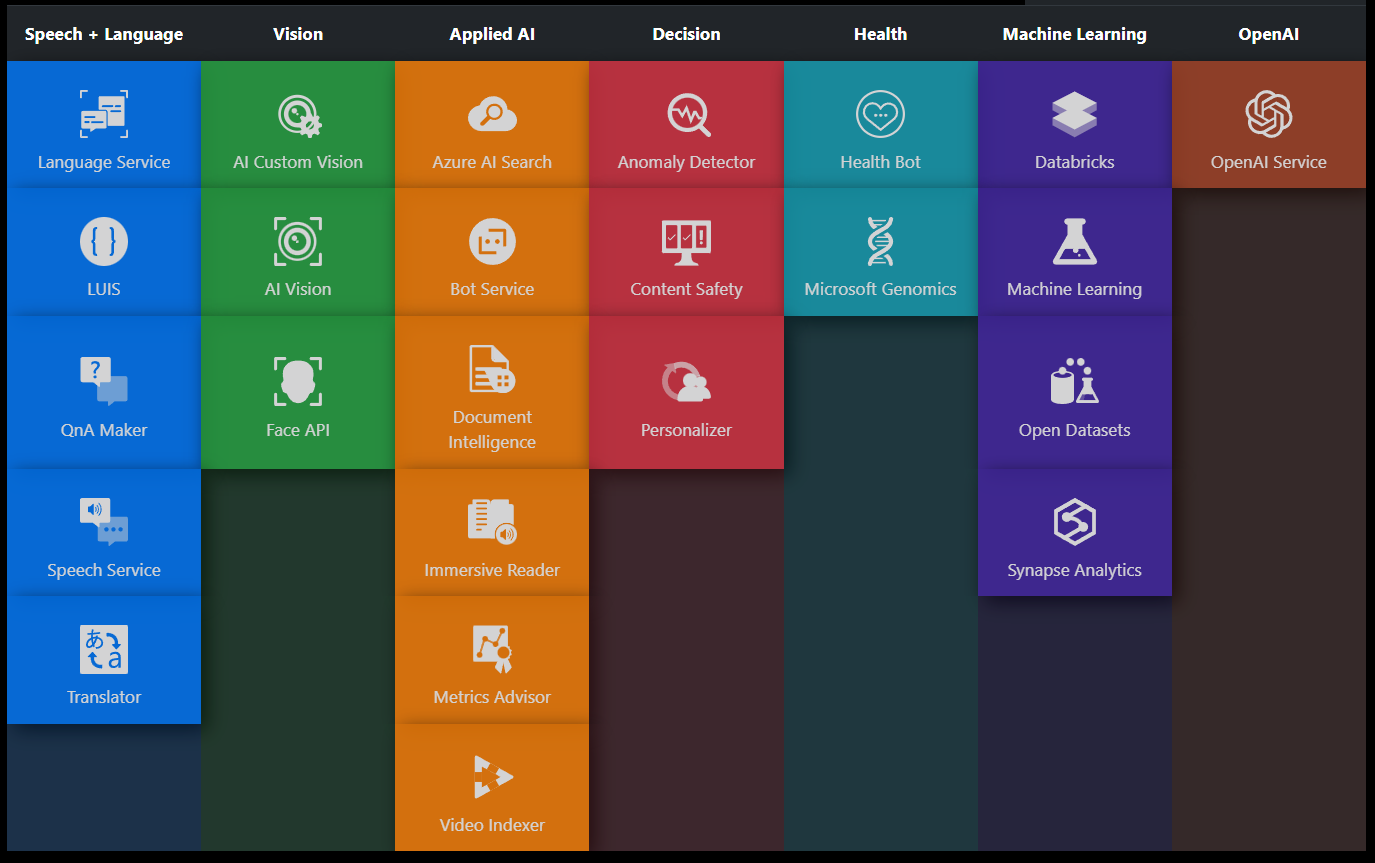 Speech + Language
Vision
Applied AI
Decision
Health
Machine Learning
OpenAI
Language Service
AI Custom Vision
Azure AI Search
Anomaly Detector
Health Bot
Databricks
OpenAI Service
LUIS
AI Vision
Bot Service
Content Safety
Microsoft Genomics
Machine Learning
QnA Maker
Face API
Document
Intelligence
Personalizer
Open Datasets
Speech Service
Immersive Reader
Synapse Analytics
あ
a
Translator
Metrics Advisor
Video Indexer